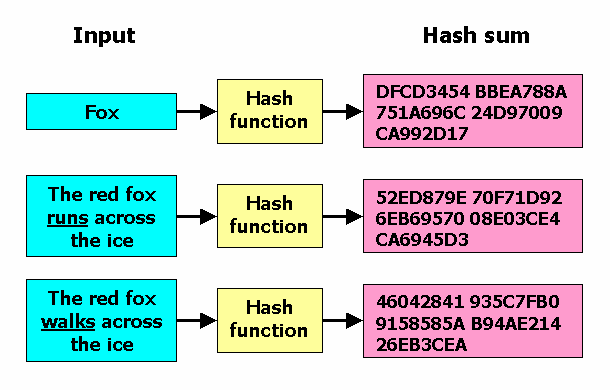 Input
Hash sum
Fox
Hash
function
DFCD3454 BBEA788A
751A696C 24D97009
CA992D17
The red fox
runs across
the ice
Hash
function
52ED879E 70F71D92
6EB69570 08E03CE4
CA6945D3
The red fox
walks across
the ice
Hash
function
46042841 935C7FB0
9158585A B94AE214
26EB3CEA